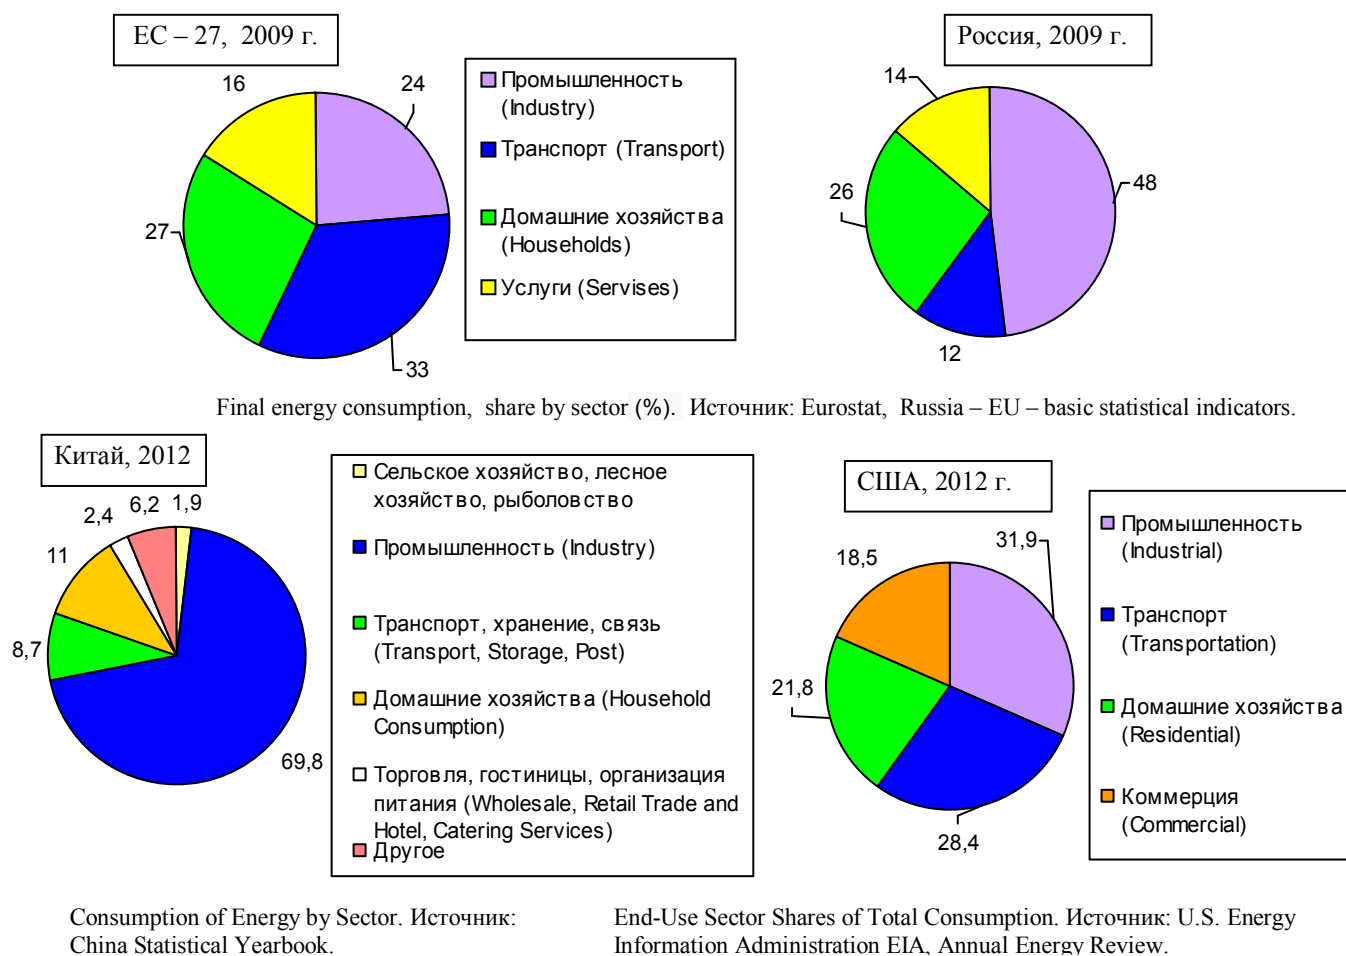 ЕС – 27, 2009 г.
16
24
27
33
Промышленность
(Industry)
Транспорт (Transport)
Домашние хозяйства
(Households)
Услуги (Servises)
Россия, 2009 г.
14
26
48
12
Final energy consumption, share by sector (%). Источник: Eurostat, Russia – EU – basic statistical indicators.
Китай, 2012
2,4
6,2
1,9
11
8,7
69,8
Сельское хозяйство, лесное
хозяйство, рыболовство
Промышленность (Industry)
Транспорт, хранение, связь
(Transport, Storage, Post)
Домашние хозяйства (Household
Consumption)
Торговля, гостиницы, организация
питания (Wholesale, Retail Trade and
Hotel, Catering Services)
Другое
США, 2012 г.
18,5
31,9
21,8
28,4
Промышленность
(Industrial)
Транспорт
(Transportation)
Домашние хозяйства
(Residential)
Коммерция
(Commercial)
Consumption of Energy by Sector. Источник:
China Statistical Yearbook.
End-Use Sector Shares of Total Consumption. Источник: U.S. Energy
Information Administration EIA, Annual Energy Review.